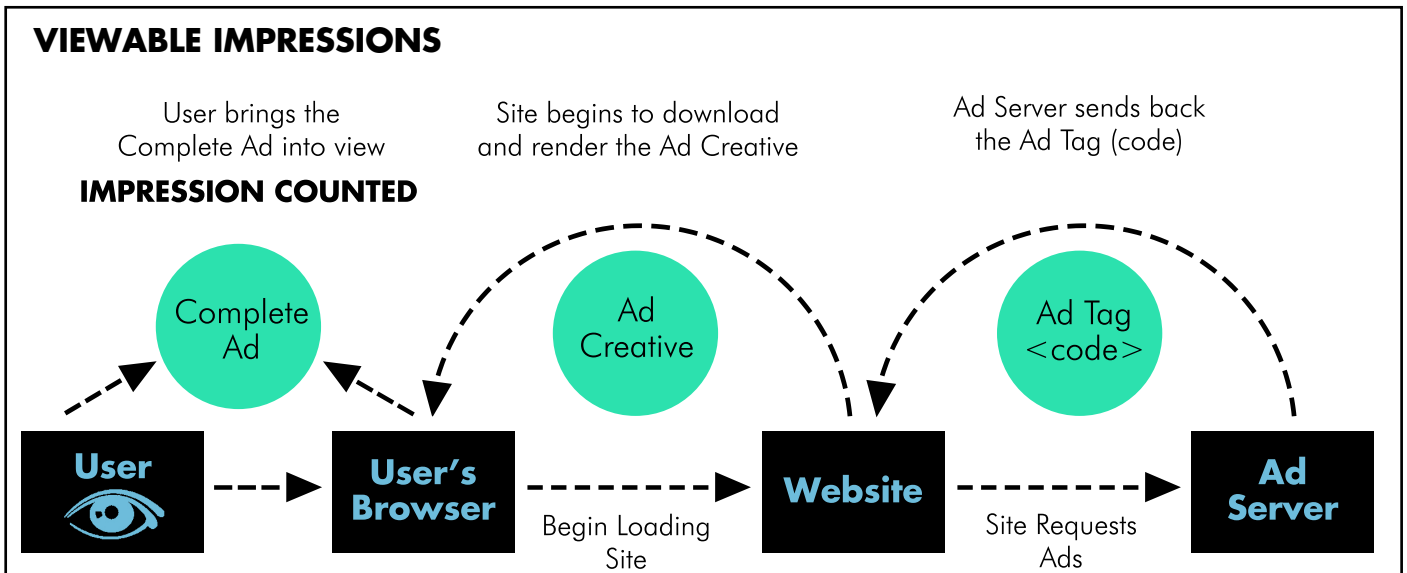 VIEWABLE IMPRESSIONS
User brings the
Complete Ad into view
IMPRESSION COUNTED
Site begins to download
and render the Ad Creative
Ad Server sends back
the Ad Tag (code)
Complete
Ad
Ad
Creative
Ad Tag
<code>
User
User's
Browser
Begin Loading
Site
Website
Site Requests
Ads
Ad
Server